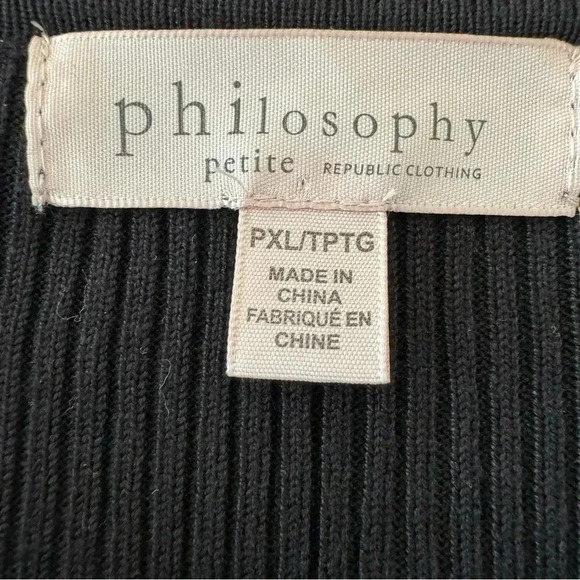 philosophy
petite REPUBLIC CLOTHING
PXL/TPTG
MADE IN
CHINA
FABRIQUÉ EN
CHINE